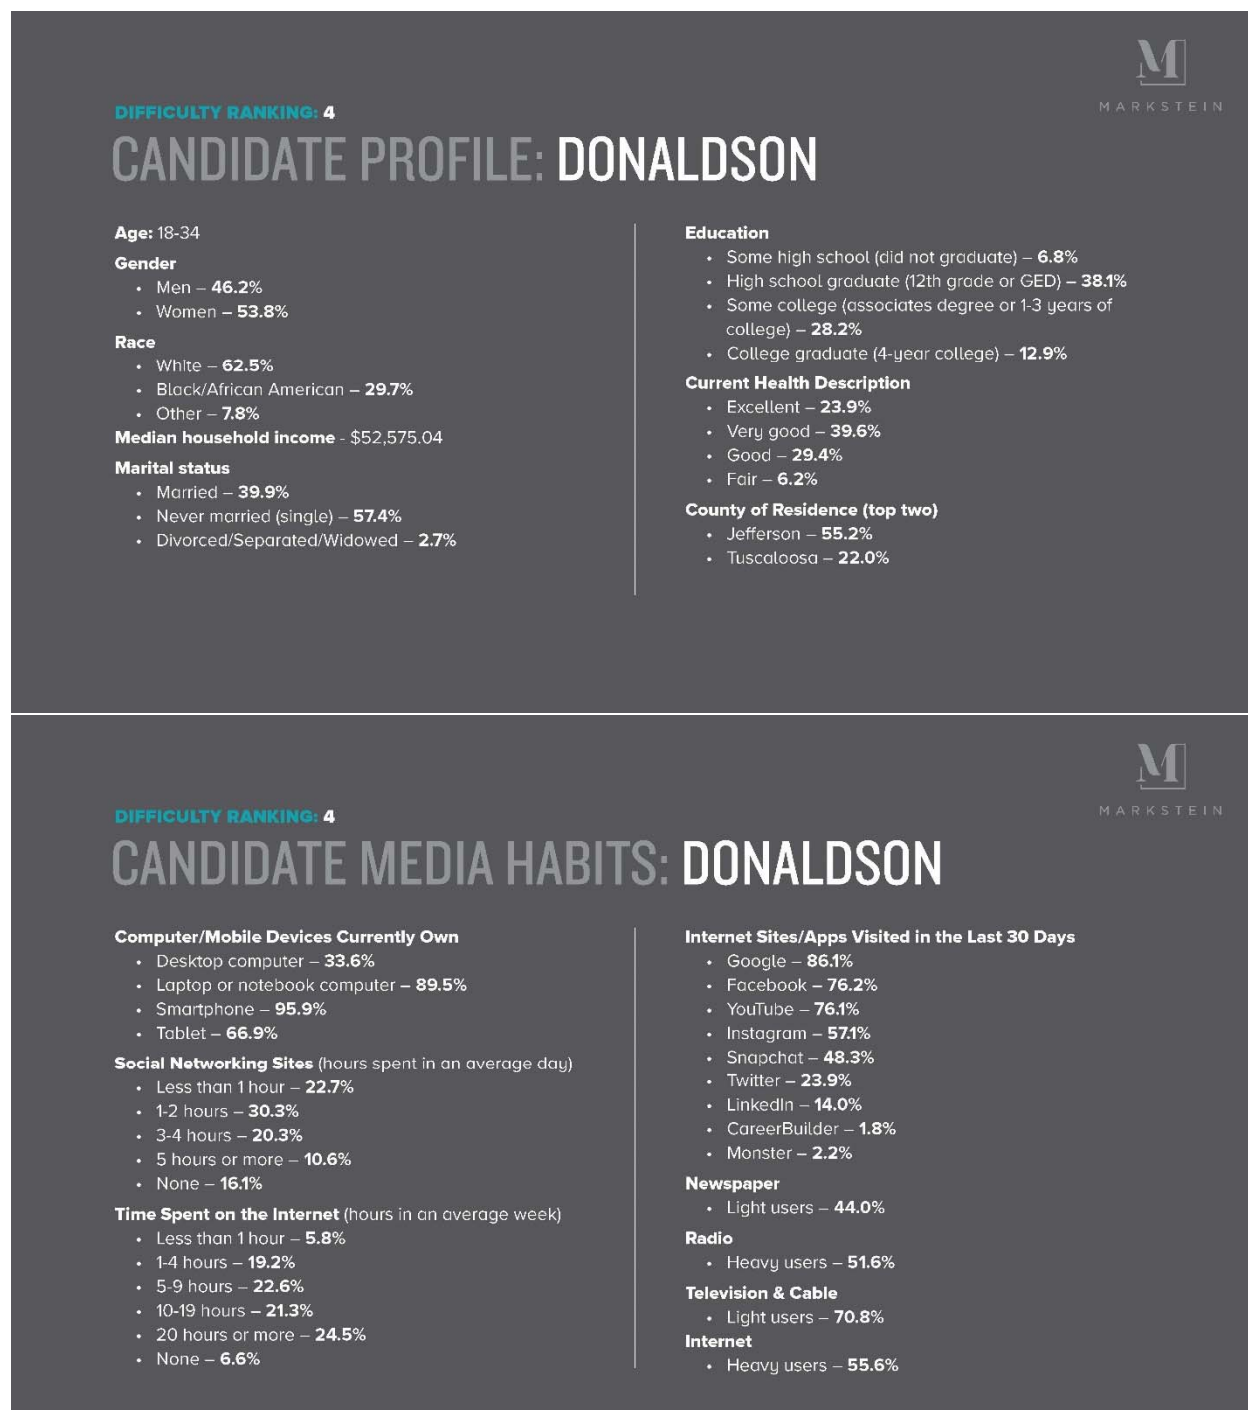 M
MARKSTEIN
DIFFICULTY RANKING: 4
CANDIDATE PROFILE: DONALDSON
Age: 18-34
Gender
• Men – 46.2%
• Women – 53.8%
Race
• White – 62.5%
• Black/African American – 29.7%
• Other – 7.8%
Median household income - $52,575.04
Marital status
• Married – 39.9%
• Never married (single) – 57.4%
• Divorced/Separated/Widowed – 2.7%
Education
• Some high school (did not graduate) – 6.8%
• High school graduate (12th grade or GED) – 38.1%
• Some college (associates degree or 1-3 years of
college) – 28.2%
• College graduate (4-year college) – 12.9%
Current Health Description
• Excellent – 23.9%
• Very good – 39.6%
• Good – 29.4%
• Fair – 6.2%
County of Residence (top two)
• Jefferson – 55.2%
• Tuscaloosa – 22.0%
M
MARKSTEIN
DIFFICULTY RANKING: 4
CANDIDATE MEDIA HABITS: DONALDSON
Computer/Mobile Devices Currently Own
• Desktop computer – 33.6%
• Laptop or notebook computer – 89.5%
• Smartphone – 95.9%
• Tablet – 66.9%
Social Networking Sites (hours spent in an average day)
• Less than 1 hour – 22.7%
• 1-2 hours – 30.3%
• 3-4 hours – 20.3%
• 5 hours or more – 10.6%
• None – 16.1%
Time Spent on the Internet (hours in an average week)
• Less than 1 hour – 5.8%
• 1-4 hours – 19.2%
• 5-9 hours – 22.6%
• 10-19 hours – 21.3%
• 20 hours or more – 24.5%
• None – 6.6%
Internet Sites/Apps Visited in the Last 30 Days
• Google – 86.1%
• Facebook – 76.2%
• YouTube – 76.1%
• Instagram – 57.1%
• Snapchat – 48.3%
• Twitter – 23.9%
• LinkedIn – 14.0%
• CareerBuilder – 1.8%
• Monster – 2.2%
Newspaper
• Light users – 44.0%
Radio
• Heavy users – 51.6%
Television & Cable
• Light users – 70.8%
Internet
• Heavy users – 55.6%